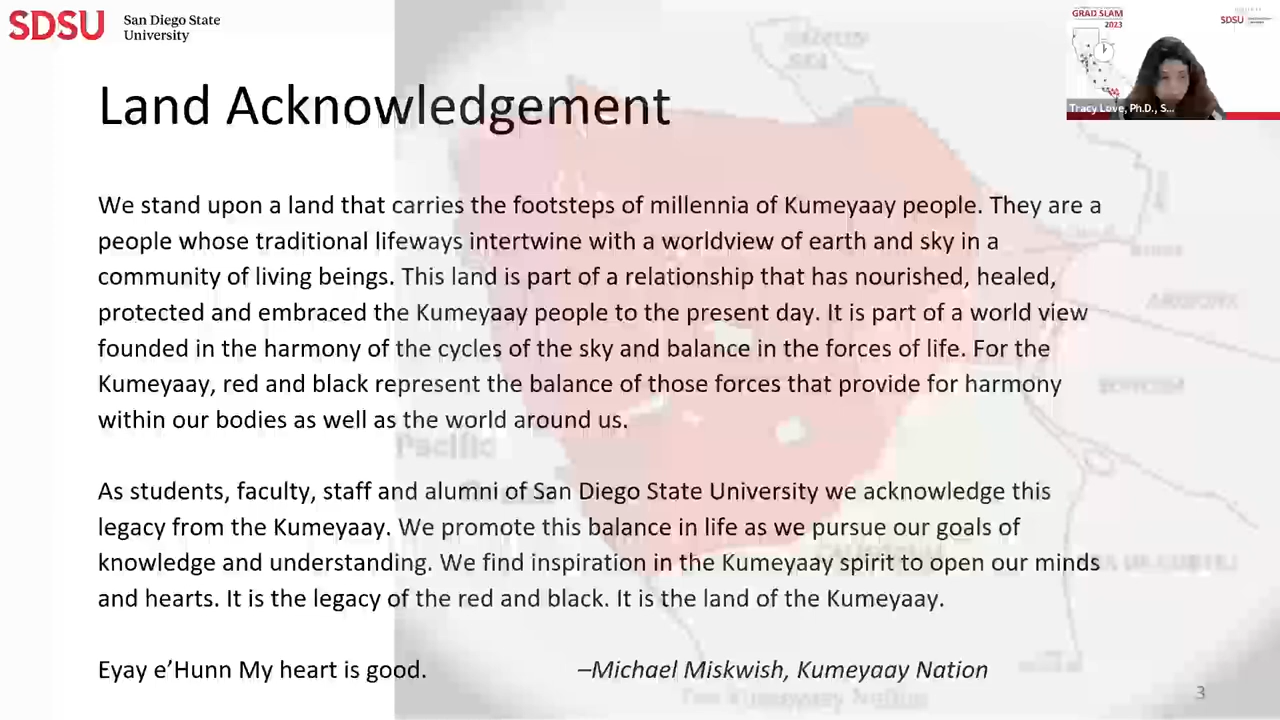 SDSU
San Diego State
University
GRAD SLAM
2023
SDSU
Tracy Love, Ph.D., S...
Land Acknowledgement
We stand upon a land that carries the footsteps of millennia of Kumeyaay people. They are a
people whose traditional lifeways intertwine with a worldview of earth and sky in a
community of living beings. This land is part of a relationship that has nourished, healed,
protected and embraced the Kumeyaay people to the present day. It is part of a world view
founded in the harmony of the cycles of the sky and balance in the forces of life. For the
Kumeyaay, red and black represent the balance of those forces that provide for harmony
within our bodies as well as the world around us.
Pacific
As students, faculty, staff and alumni of San Diego State University we acknowledge this
legacy from the Kumeyaay. We promote this balance in life as we pursue our goals of
knowledge and understanding. We find inspiration in the Kumeyaay spirit to open our minds
and hearts. It is the legacy of the red and black. It is the land of the Kumeyaay.
Eyay e’Hunn My heart is good. –Michael Miskwish, Kumeyaay Nation
The Kumeyaay Nation
3